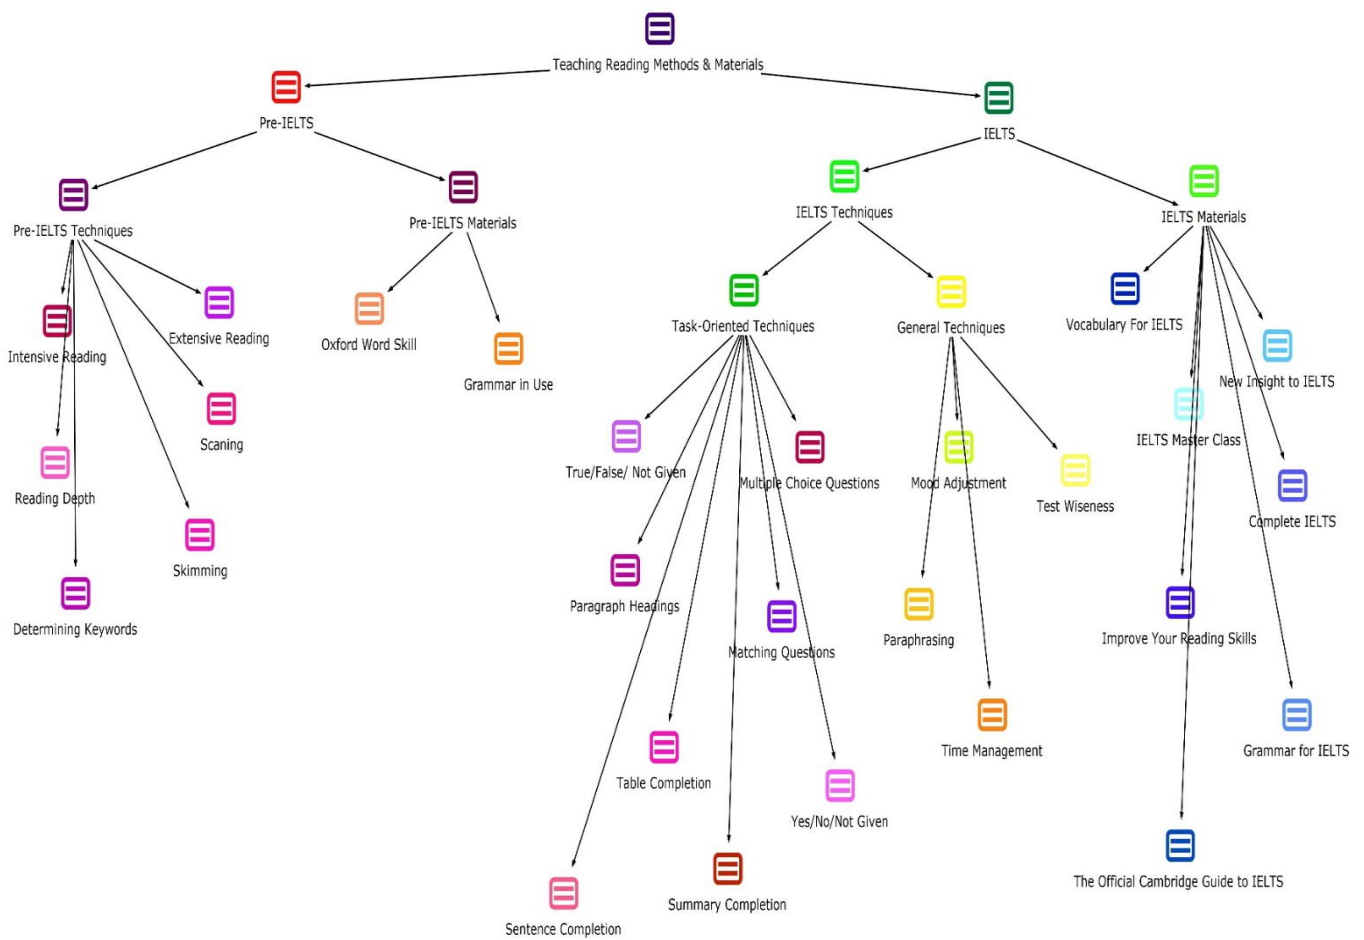 Teaching Reading Methods & Materials
Pre-IELTS
IELTS
Pre-IELTS Techniques
Pre-IELTS Materials
IELTS Techniques
IELTS Materials
Intensive Reading
Extensive Reading
Scaning
Reading Depth
Skimming
Determining Keywords
Oxford Word Skill
Grammar in Use
Task-Oriented Techniques
General Techniques
True/False/ Not Given
Multiple Choice Questions
Paragraph Headings
Matching Questions
Table Completion
Yes/No/Not Given
Sentence Completion
Summary Completion
Mood Adjustment
Test Wiseness
Paraphrasing
Time Management
Vocabulary For IELTS
New Insight to IELTS
IELTS Master Class
Complete IELTS
Improve Your Reading Skills
Grammar for IELTS
The Official Cambridge Guide to IELTS